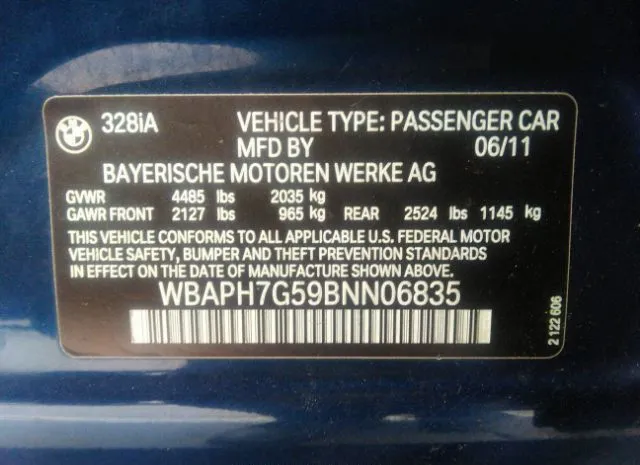 BMW
328iA VEHICLE TYPE: PASSENGER CAR
MFD BY 06/11
BAYERISCHE MOTOREN WERKE AG
GVWR 4485 lbs 2035 kg
GAWR FRONT 2127 lbs 965 kg REAR 2524 lbs 1145 kg
THIS VEHICLE CONFORMS TO ALL APPLICABLE U.S. FEDERAL MOTOR
VEHICLE SAFETY, BUMPER, AND THEFT PREVENTION STANDARDS IN
EFFECT ON THE DATE OF MANUFACTURE SHOWN ABOVE.
WBAPH7G59BNN06835
2 122 606